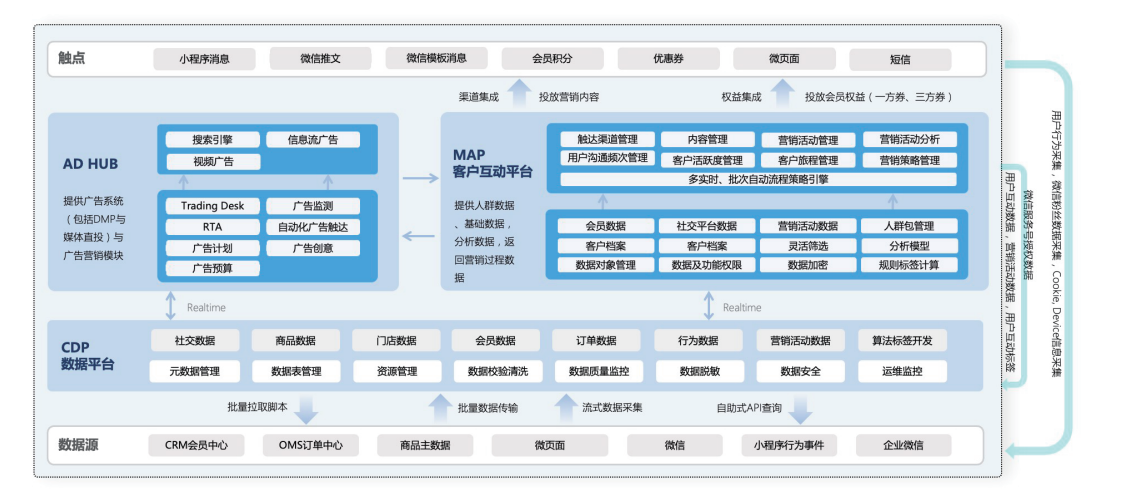 触点
小程序消息 微信推文 微信模板消息 会员积分 优惠券 微页面 短信
渠道集成 投放营销内容 权益集成 投放会员权益（一方券、三方券）
AD HUB
提供广告系统
（包括DMP与
媒体直投）与
广告营销模块
搜索引擎 信息流广告
视频广告
Trading Desk 广告监测
RTA 自动化广告触达
广告计划 广告创意
广告预算
MAP
客户互动平台
提供人群数据
、基础数据，
分析数据，返
回营销过程数
据
触达渠道管理 内容管理 营销活动管理 营销活动分析
用户沟通频次管理 客户活跃度管理 客户旅程管理 营销策略管理
多实时、批次自动流程策略引擎
会员数据 社交平台数据 营销活动数据 人群包管理
客户档案 客户档案 灵活筛选 分析模型
数据对象管理 数据及功能权限 数据加密 规则标签计算
Realtime Realtime
CDP
数据平台
社交数据 商品数据 门店数据 会员数据 订单数据 行为数据 营销活动数据 算法标签开发
元数据管理 数据表管理 资源管理 数据校验清洗 数据质量监控 数据脱敏 数据安全 运维监控
批量拉取脚本 批量数据传输 流式数据采集 自助式API查询
数据源
CRM会员中心 OMS订单中心 商品主数据 微页面 微信 小程序行为事件 企业微信
用户行为采集，微信粉丝数据采集，Cookie, Device信息采集
微信服务号授权数据
用户互动数据，营销活动数据，用户互动标签